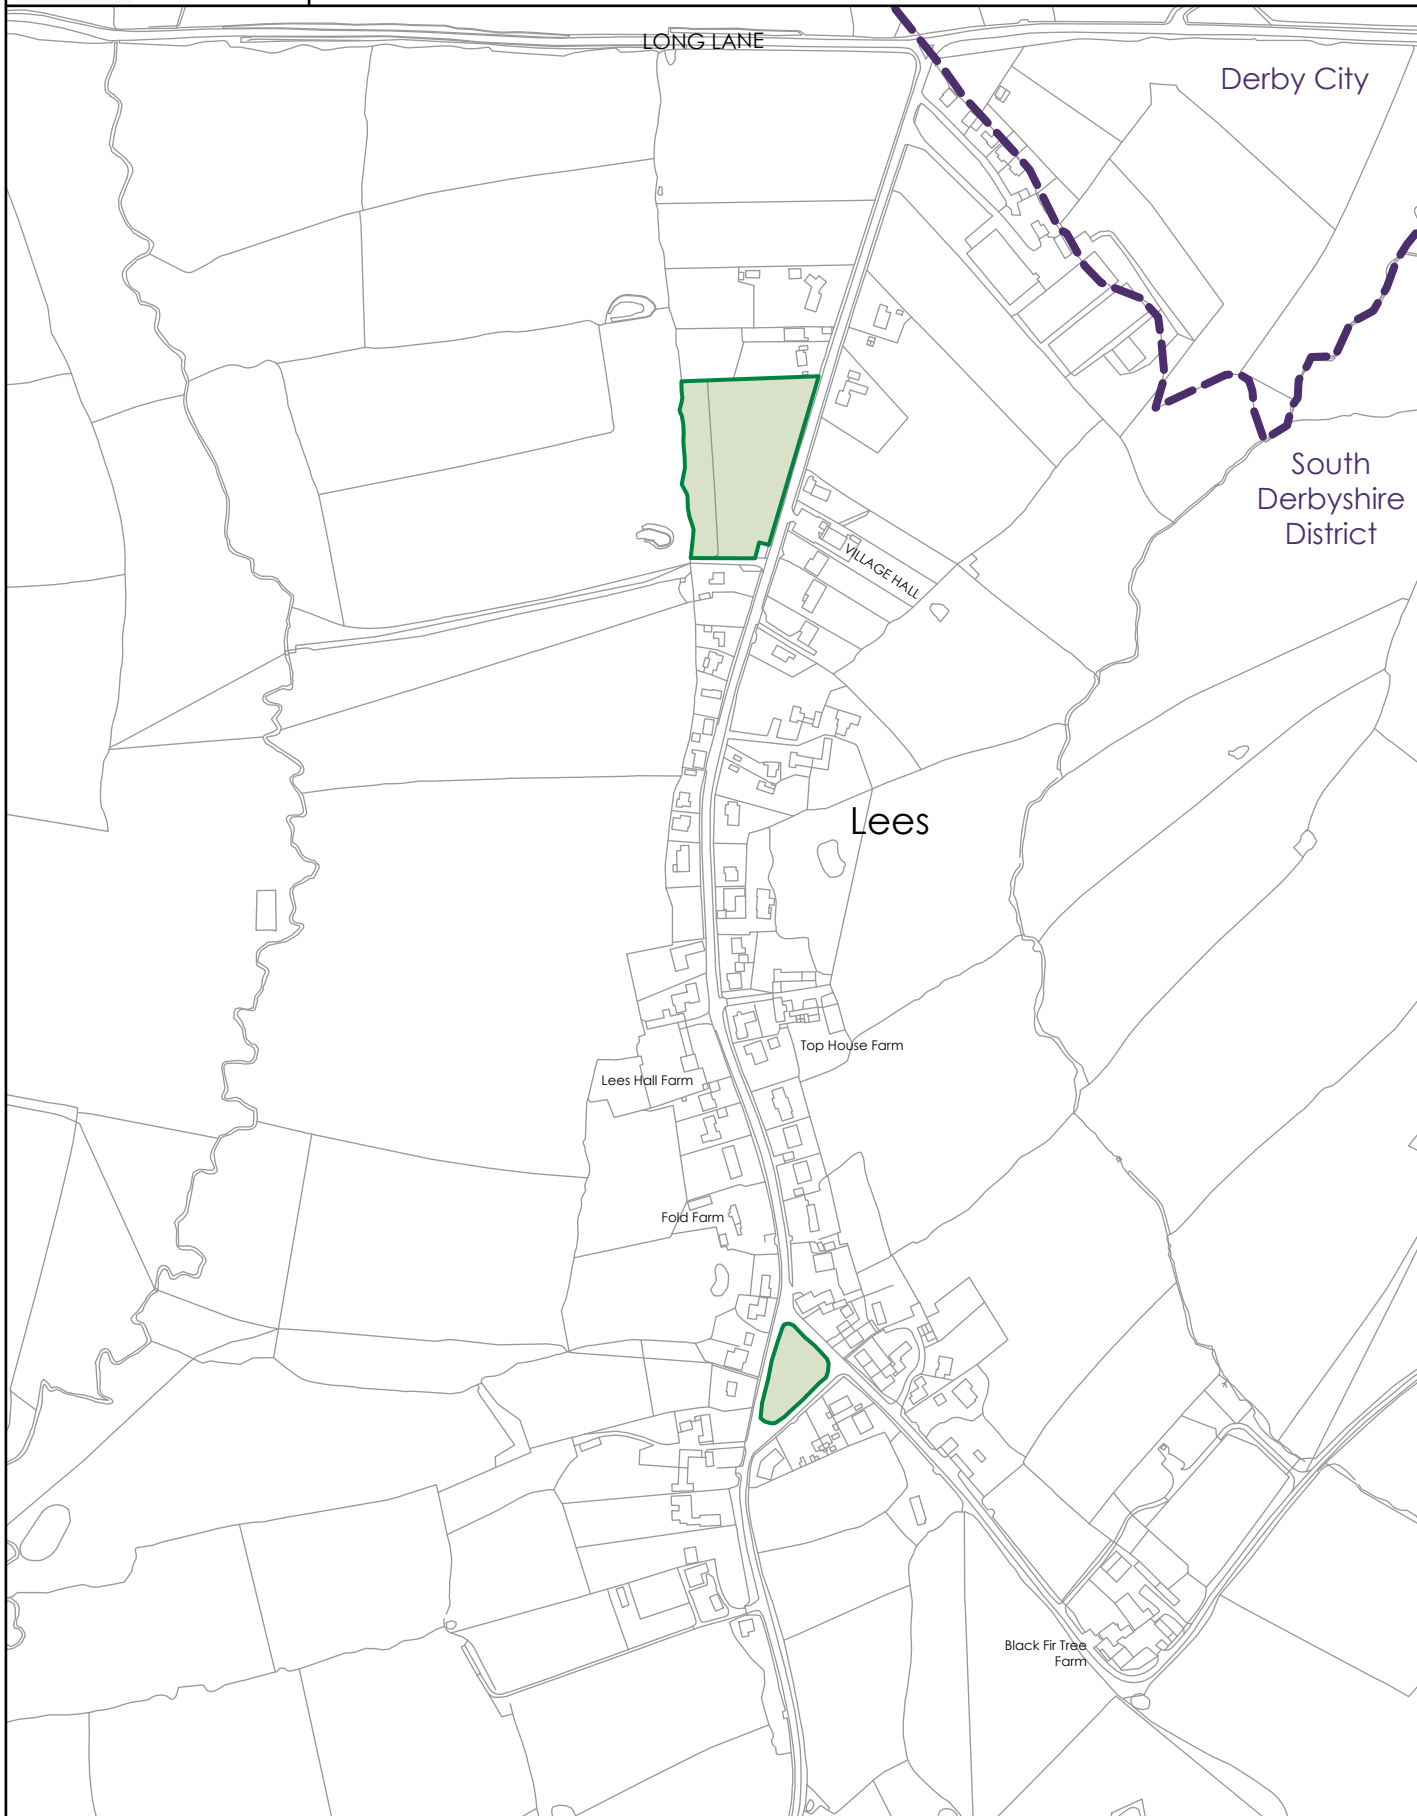 LONG LANE
Derby City
South
Derbyshire
District
VILLAGE HALL
Lees
Top House Farm
Lees Hall Farm
Fold Farm
Black Fir Tree
Farm